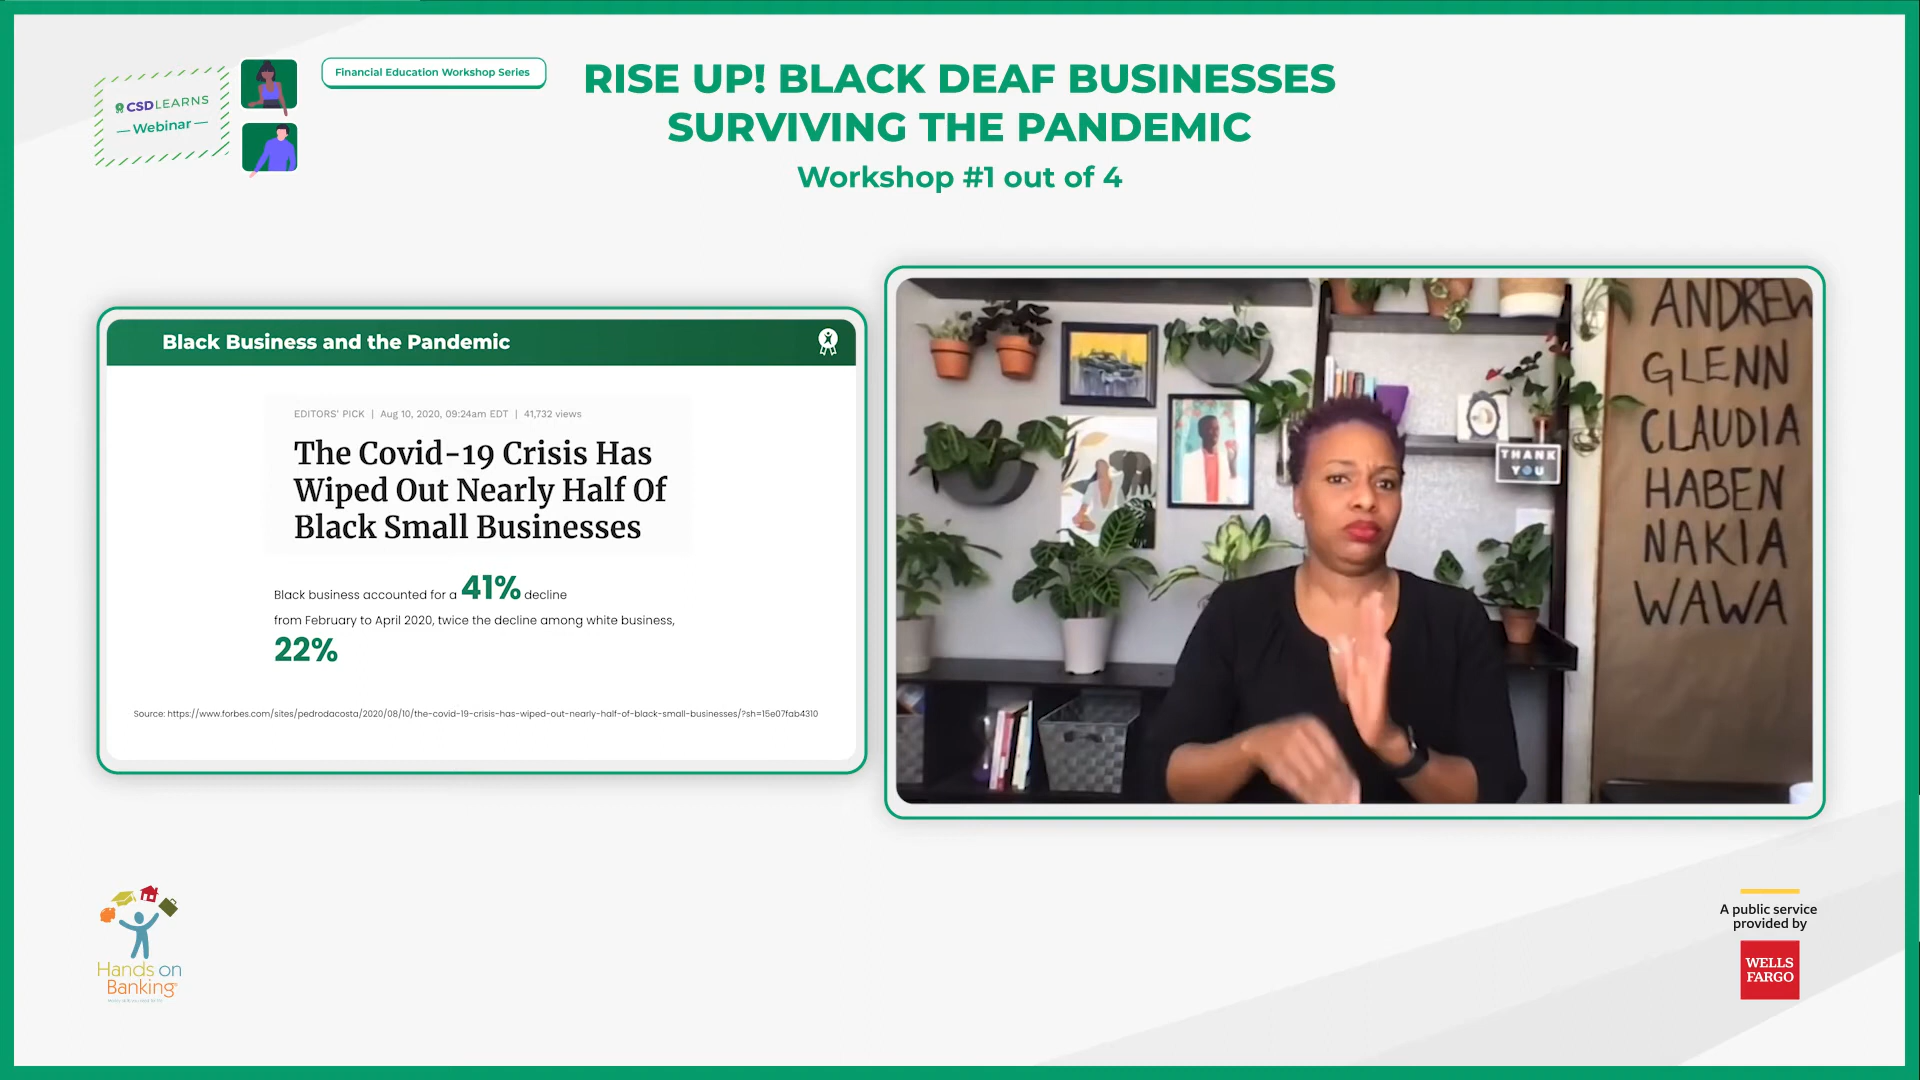 CSDLEARNS
Webinar
Financial Education Workshop Series
RISE UP! BLACK DEAF BUSINESSES
SURVIVING THE PANDEMIC
Workshop #1 out of 4
Black Business and the Pandemic
EDITORS' PICK | Aug 10, 2020, 09:24am EDT | 41,732 views
The Covid-19 Crisis Has
Wiped Out Nearly Half Of
Black Small Businesses
Black business accounted for a 41% decline
from February to April 2020, twice the decline among white business,
22%
Source: https://www.forbes.com/sites/pedrodacosta/2020/08/10/the-covid-19-crisis-has-wiped-out-nearly-half-of-black-small-businesses/?sh=15e07fab4310
THANK
YOU
ANDREW
GLENN
CLAUDIA
HABEN
NAKIA
WAWA
Hands on
Banking
A public service
provided by
WELLS
FARGO